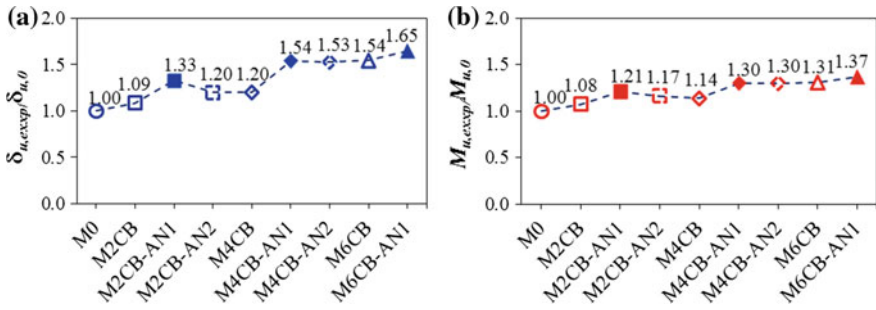 (a)
δu,exxp/δu,0
2.0
1.5
1.0
0.5
0.0
1.00
1.09
1.33
1.20
1.20
1.54
1.53
1.54
1.65
M0
M2CB
M2CB-AN1
M2CB-AN2
M4CB
M4CB-AN1
M4CB-AN2
M6CB
M6CB-AN1
(b)
Mu,exxp/Mu,0
2.0
1.5
1.0
0.5
0.0
1.00
1.08
1.21
1.17
1.14
1.30
1.30
1.31
1.37
M0
M2CB
M2CB-AN1
M2CB-AN2
M4CB
M4CB-AN1
M4CB-AN2
M6CB
M6CB-AN1